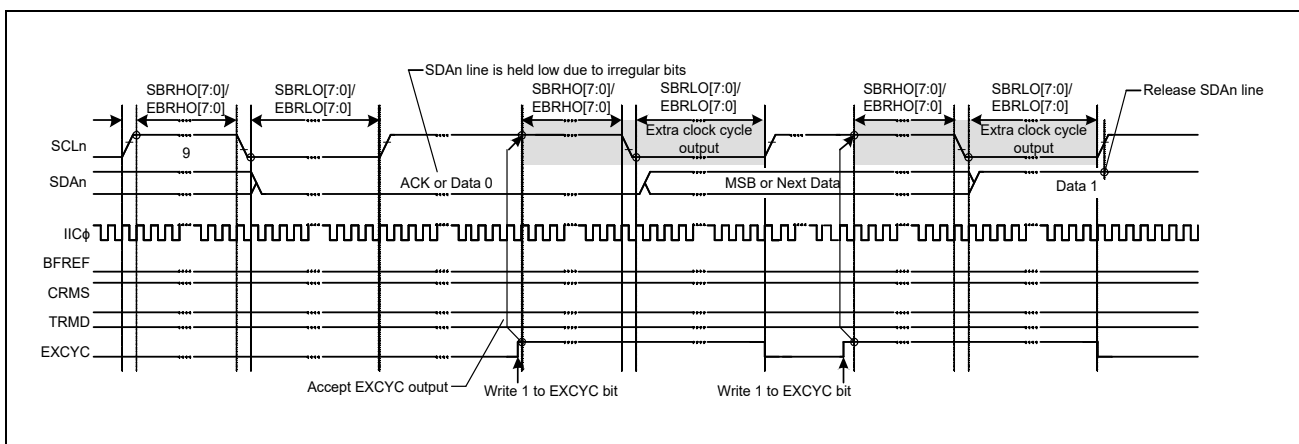 SDAn line is held low due to irregular bits
SBRHO[7:0]/
EBRHO[7:0]
SBRLO[7:0]/
EBRLO[7:0]
SBRHO[7:0]/
EBRHO[7:0]
SBRLO[7:0]/
EBRLO[7:0]
SBRHO[7:0]/
EBRHO[7:0]
SBRLO[7:0]/
EBRLO[7:0]
Release SDAn line
SCLn
9
Extra clock cycle
output
Extra clock cycle
output
SDAn
ACK or Data 0
MSB or Next Data
Data 1
IICϕ
BFREF
CRMS
TRMD
EXCYC
Accept EXCYC output
Write 1 to EXCYC bit
Write 1 to EXCYC bit